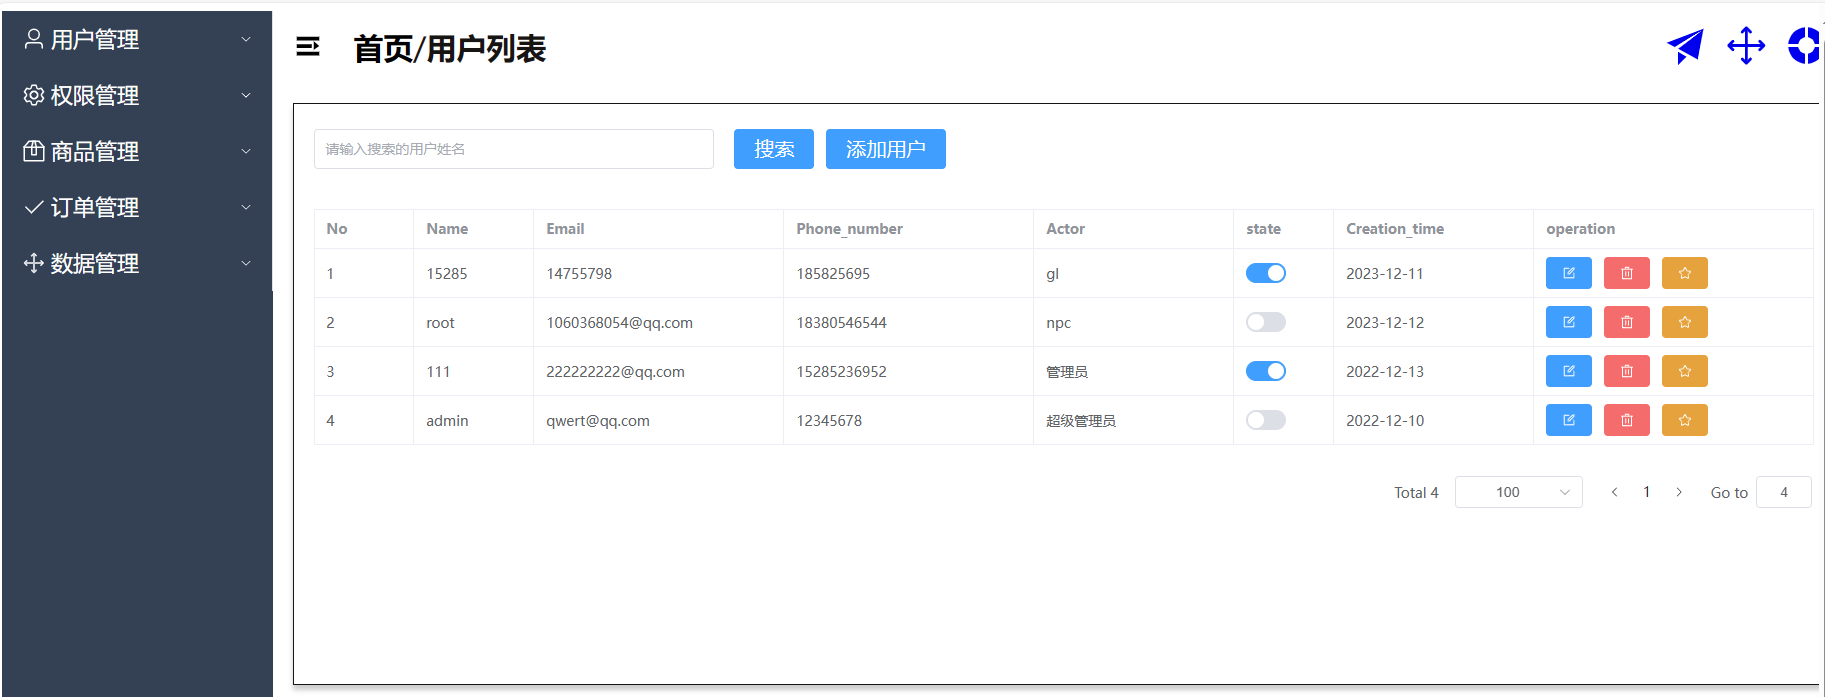 用户管理
权限管理
商品管理
订单管理
数据管理
首页/用户列表
请输入搜索的用户姓名 搜索 添加用户
No Name Email Phone_number Actor state Creation_time operation
1 15285 14755798 185825695 gl 2023-12-11
2 root 1060368054@qq.com 18380546544 npc 2023-12-12
3 111 222222222@qq.com 15285236952 管理员 2022-12-13
4 admin qwert@qq.com 12345678 超级管理员 2022-12-10
Total 4 100 1 Go to 4